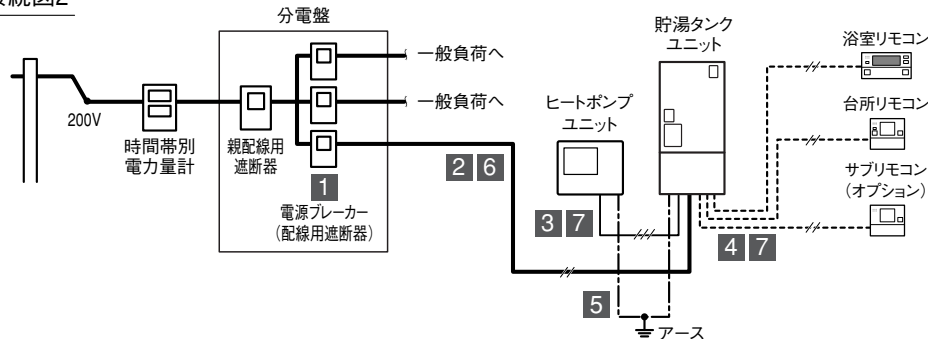 分電盤
一般負荷へ
一般負荷へ
200V
時間帯別
電力量計
親配線用
遮断器
1
電源ブレーカー
（配線用遮断器）
2 6
ヒートポンプ
ユニット
貯湯タンク
ユニット
3 7
4 7
5
アース
浴室リモコン
台所リモコン
サブリモコン
（オプション）